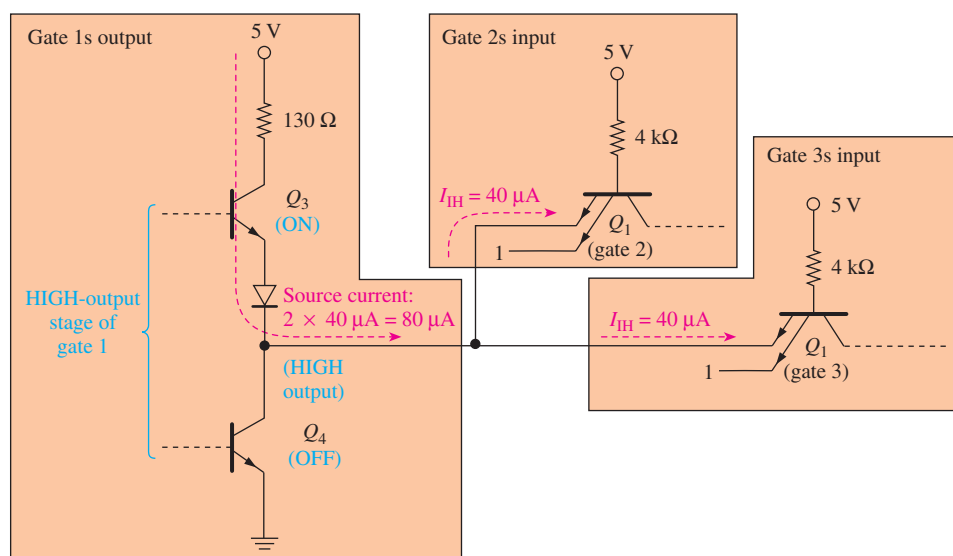 Gate 1s output
5 V
130 Ω
Q3
(ON)
HIGH-output
stage of
gate 1
Source current:
2 × 40 μA = 80 μA
(HIGH
output)
Q4
(OFF)
Gate 2s input
5 V
4 kΩ
IIH = 40 μA
Q1
(gate 2)
1
Gate 3s input
5 V
4 kΩ
IIH = 40 μA
Q1
(gate 3)
1